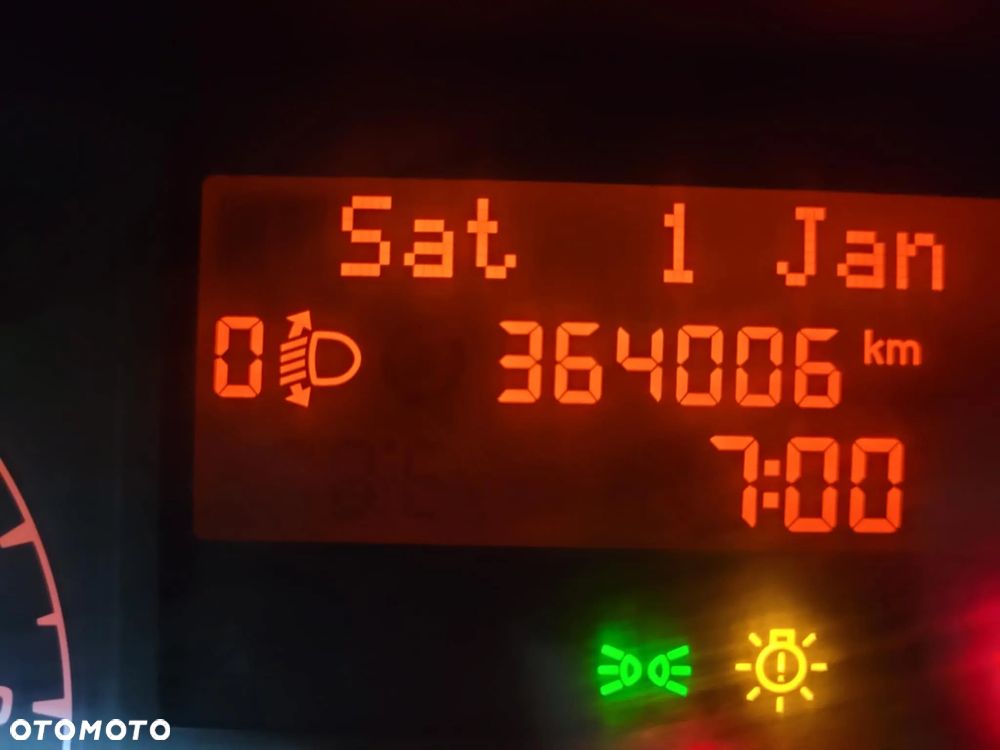 Sat 1 Jan
0 364006 km
7:00
OTOMOTO